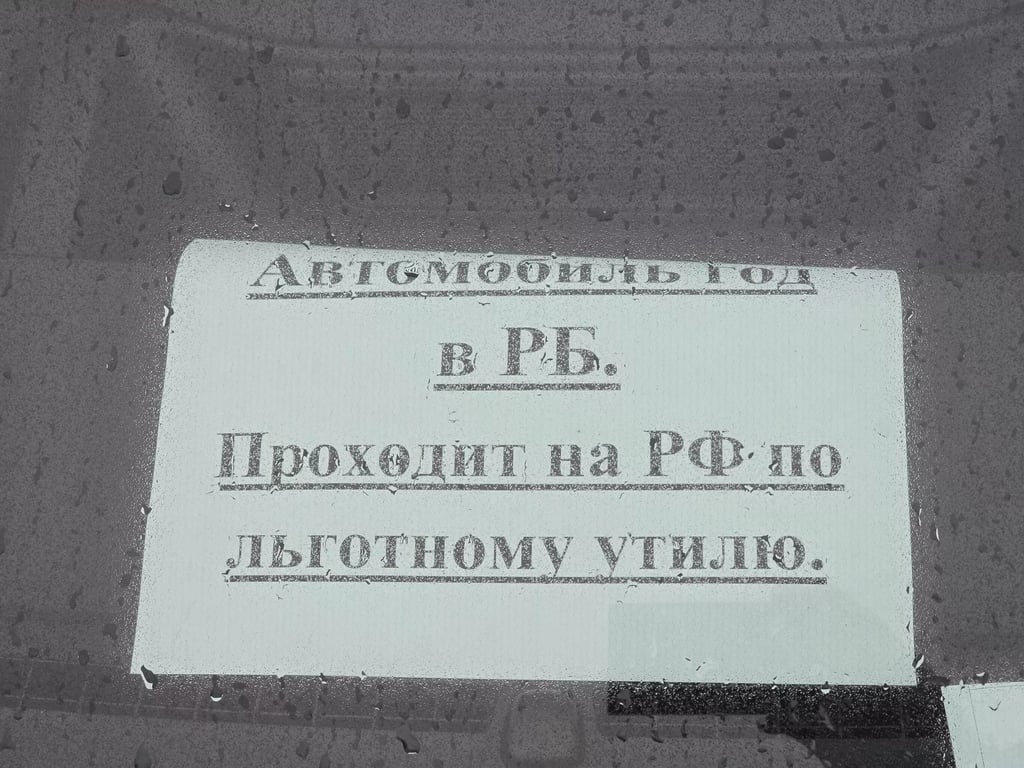 Автомобиль год
в РБ.
Проходит на РФ по
льготному утилю.